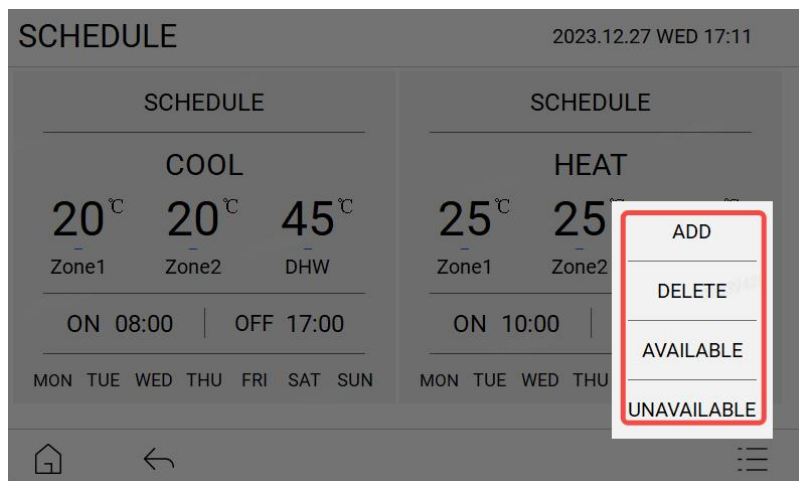 SCHEDULE
2023.12.27 WED 17:11
SCHEDULE
COOL
20℃ 20℃ 45℃
Zone1 Zone2 DHW
ON 08:00 OFF 17:00
MON TUE WED THU FRI SAT SUN
SCHEDULE
HEAT
25℃ 25
Zone1 Zone2
ON 10:00
MON TUE WED THU
ADD
DELETE
AVAILABLE
UNAVAILABLE